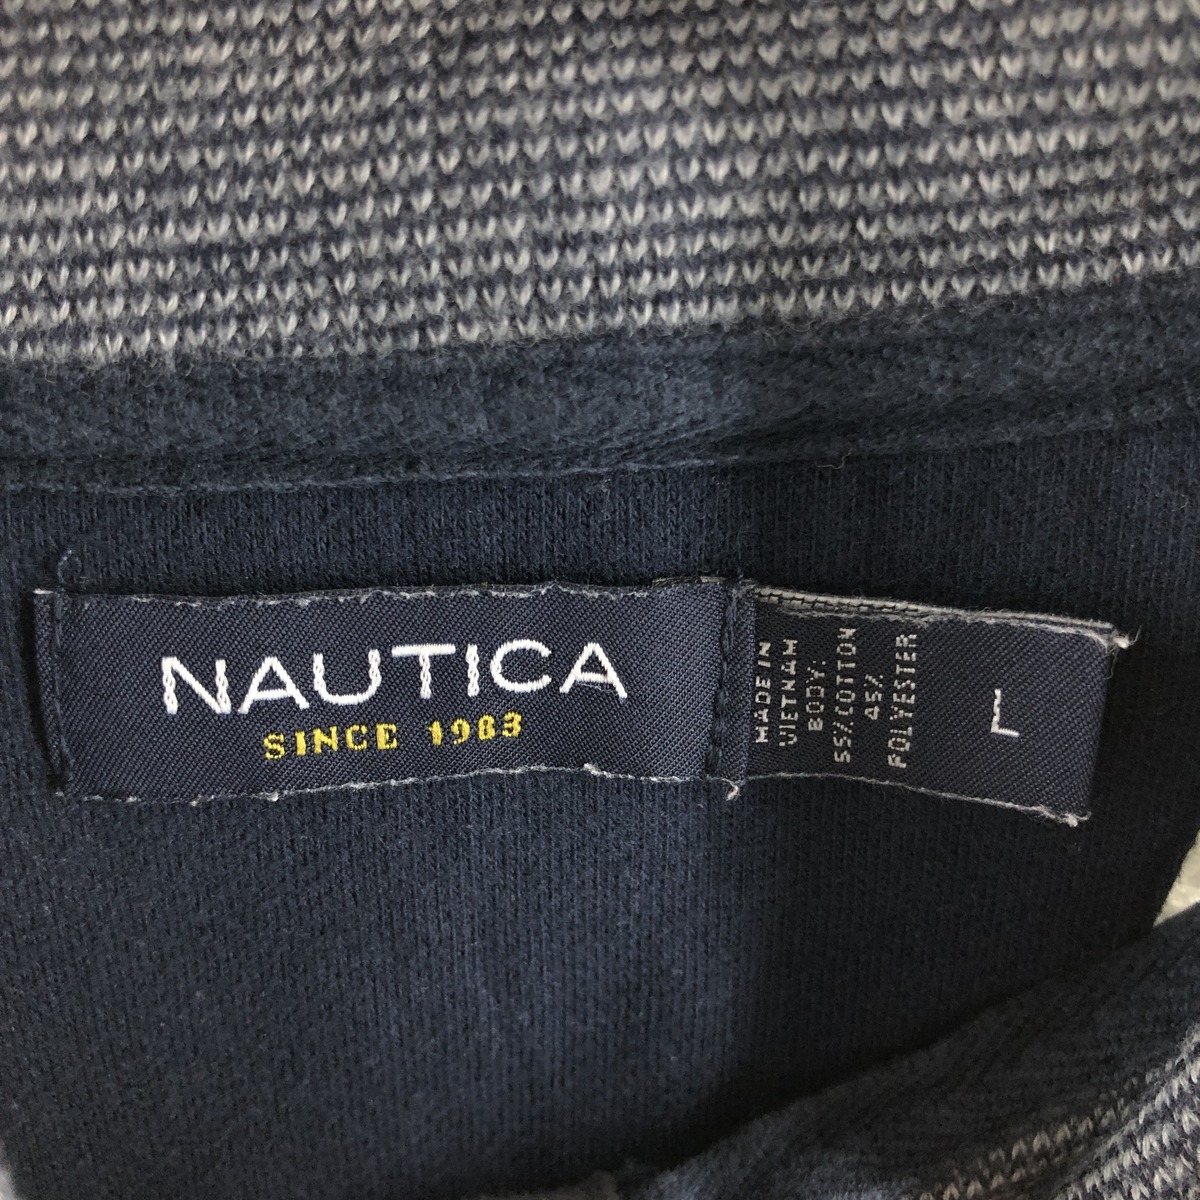 NAUTICA
SINCE 1983
MADE IN
VIETNAM
BODY:
55% COTTON
45%
POLYESTER
L